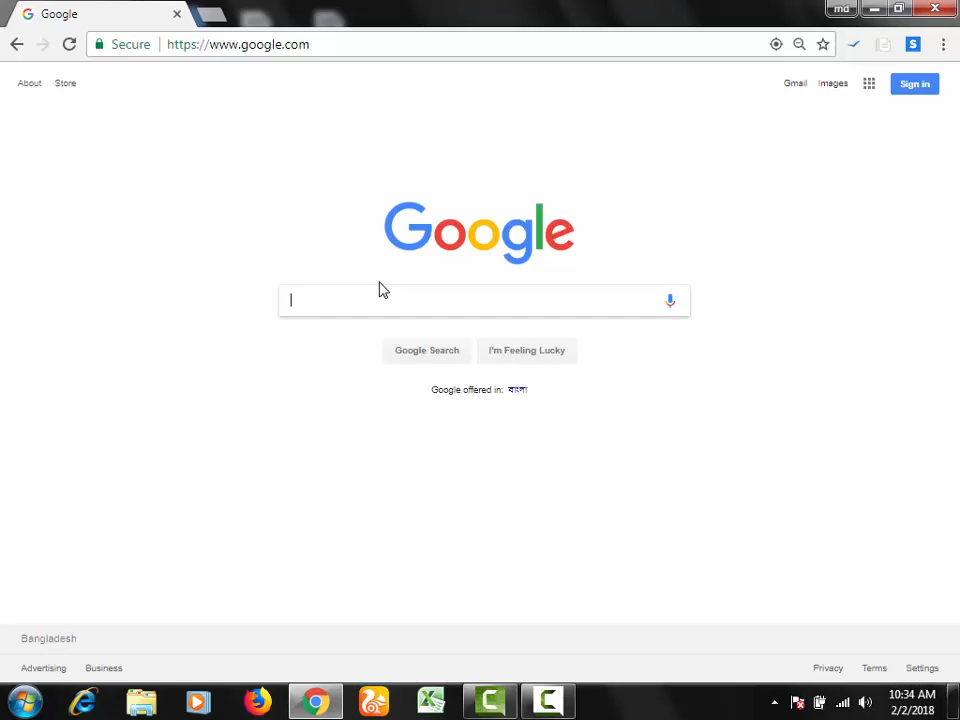 Google
md
Secure
https://www.google.com
S
About
Store
Gmail
Images
Sign in
Google
Google Search
I'm Feeling Lucky
Google offered in: বাংলা
Bangladesh
Advertising
Business
Privacy
Terms
Settings
10:34 AM
2/2/2018